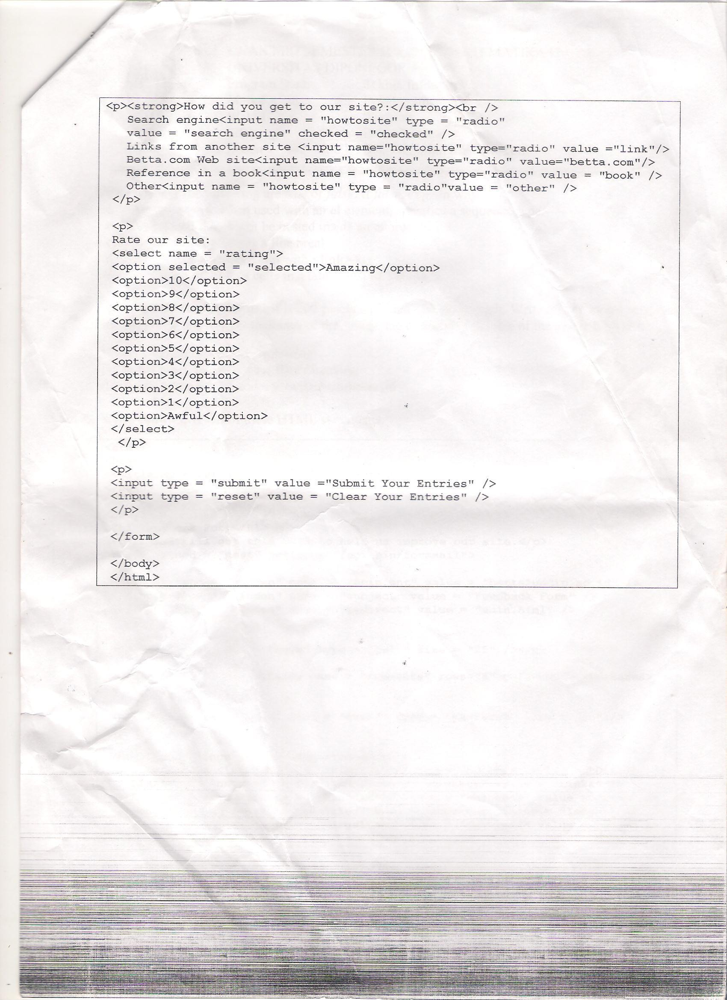 <p><strong>How did you get to our site?:</strong><br />
Search engine<input name = "howtosite" type = "radio"
value = "search engine" checked = "checked" />
Links from another site <input name="howtosite" type="radio" value ="link"/>
Betta.com Web site<input name="howtosite" type="radio" value="betta.com"/>
Reference in a book<input name = "howtosite" type="radio" value = "book" />
Other<input name = "howtosite" type = "radio"value = "other" />
</p>
<p>
Rate our site:
<select name = "rating">
<option selected = "selected">Amazing</option>
<option>10</option>
<option>9</option>
<option>8</option>
<option>7</option>
<option>6</option>
<option>5</option>
<option>4</option>
<option>3</option>
<option>2</option>
<option>1</option>
<option>Awful</option>
</select>
</p>
<p>
<input type = "submit" value ="Submit Your Entries" />
<input type = "reset" value = "Clear Your Entries" />
</p>
</form>
</body>
</html>